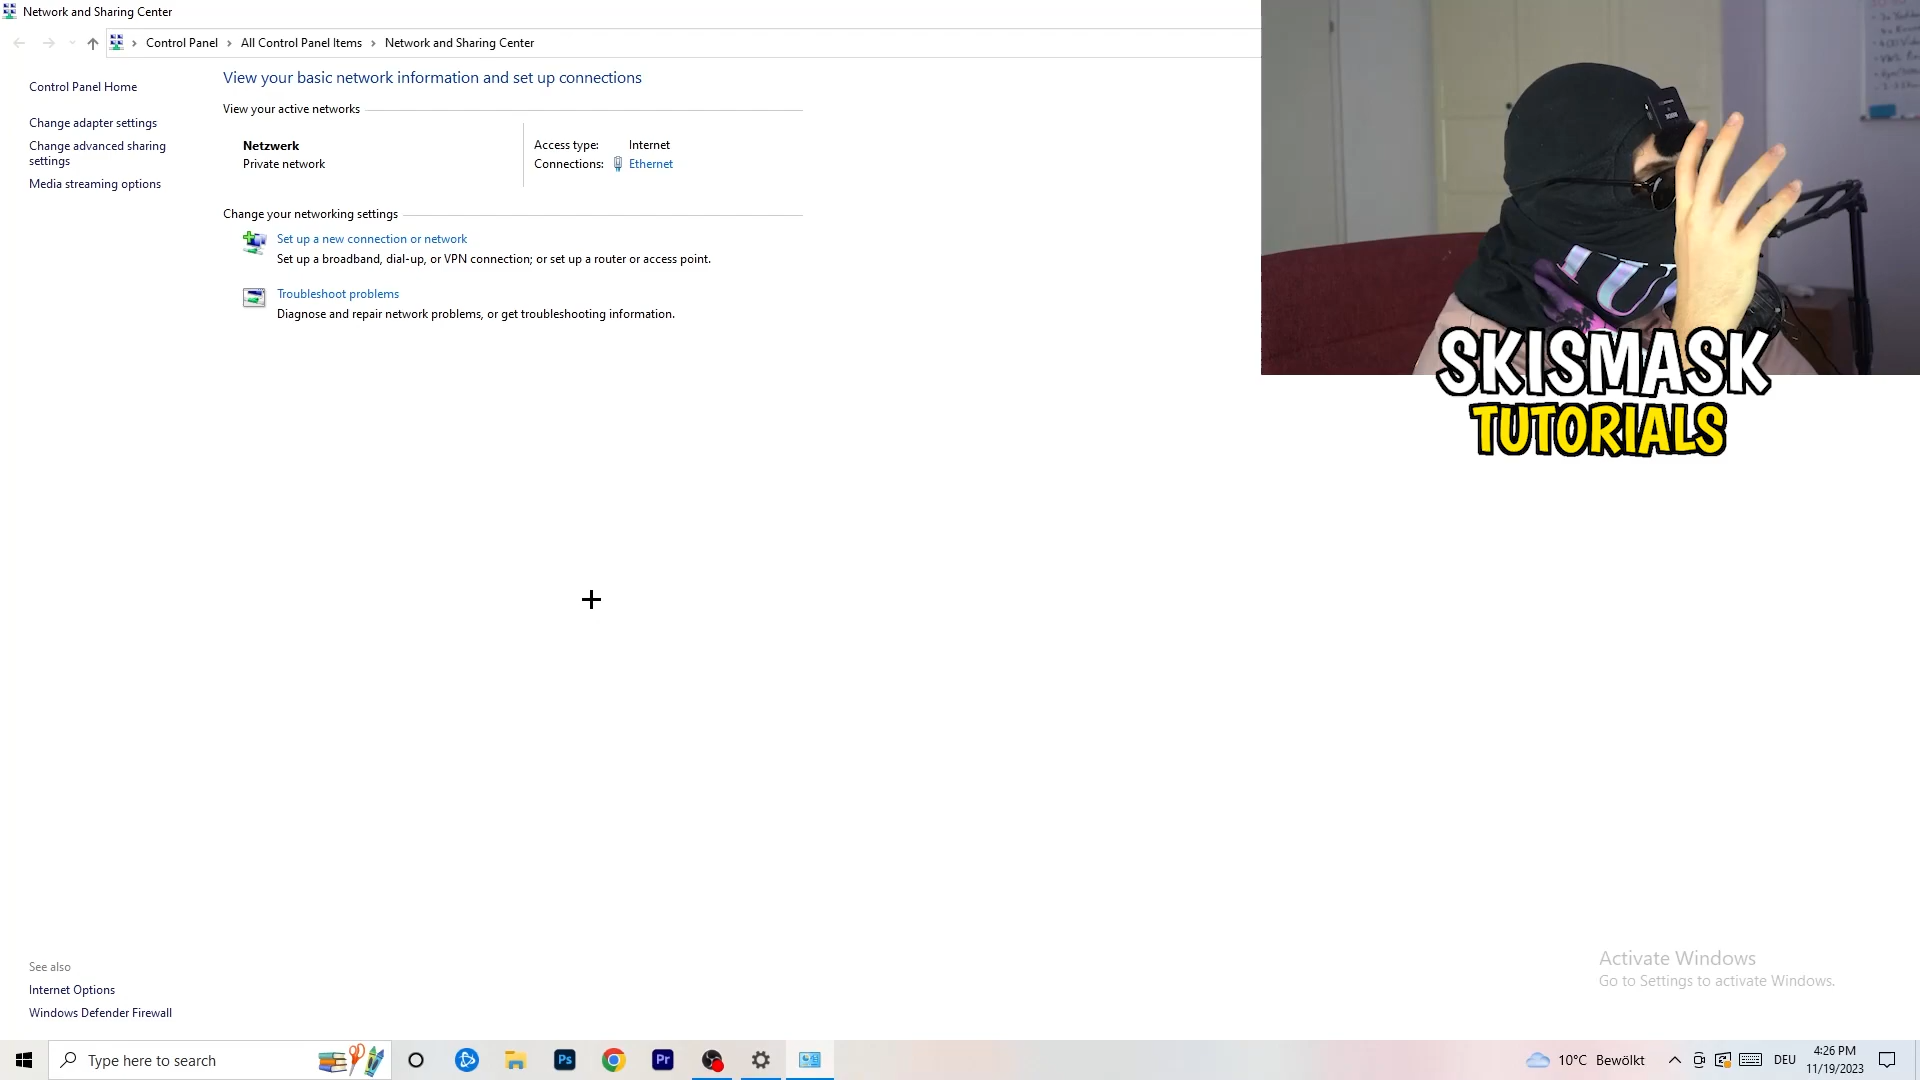 Network and Sharing Center
Control Panel > All Control Panel Items > Network and Sharing Center
Control Panel Home
Change adapter settings
Change advanced sharing
settings
Media streaming options
View your basic network information and set up connections
View your active networks
Netzwerk
Private network
Access type: Internet
Connections: Ethernet
Change your networking settings
Set up a new connection or network
Set up a broadband, dial-up, or VPN connection; or set up a router or access point.
Troubleshoot problems
Diagnose and repair network problems, or get troubleshooting information.
SKISMASK
TUTORIALS
See also
Internet Options
Windows Defender Firewall
Activate Windows
Go to Settings to activate Windows.
Type here to search
Ps
Pr
10°C Bewölkt
DEU
4:26 PM
11/19/2023